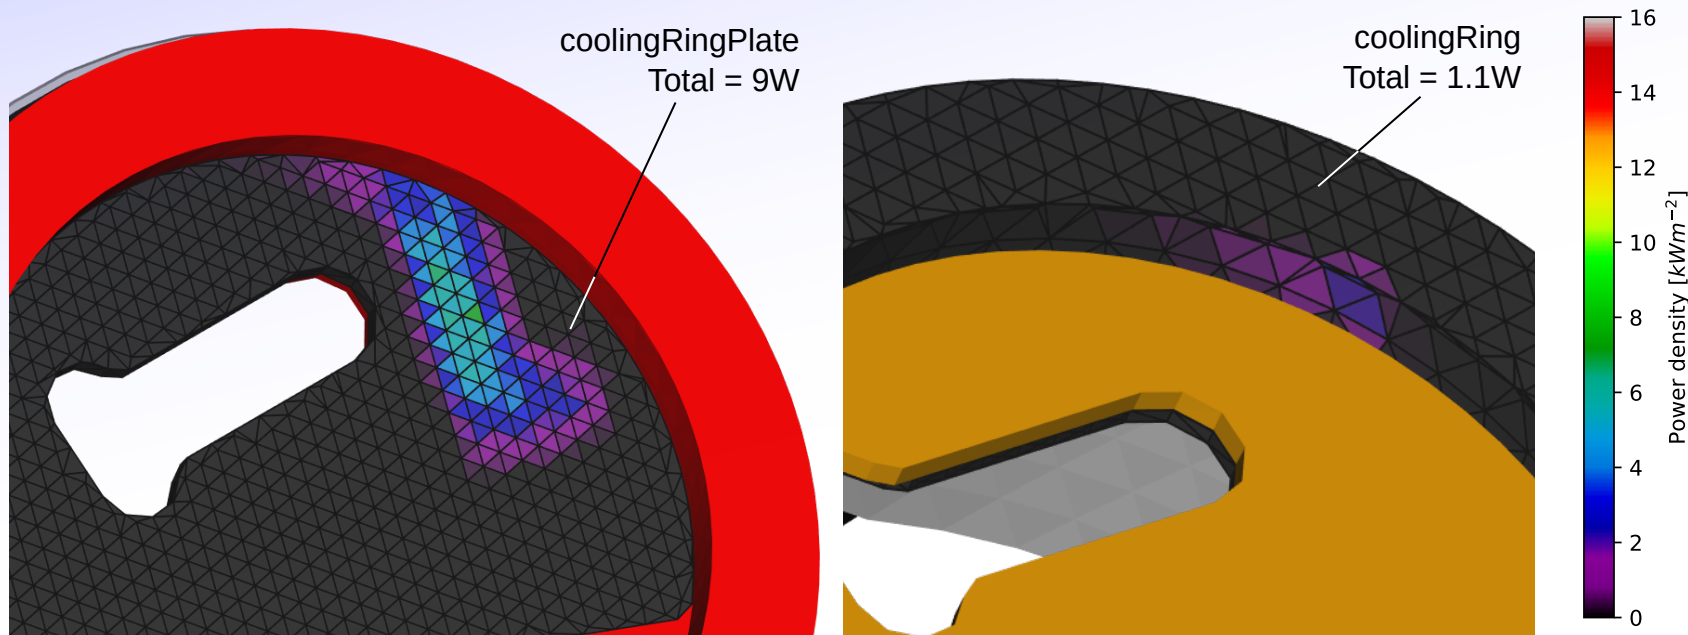 coolingRingPlate
Total = 9W
coolingRing
Total = 1.1W
16
14
12
10
8
6
4
2
0
Power density [kWm⁻²]